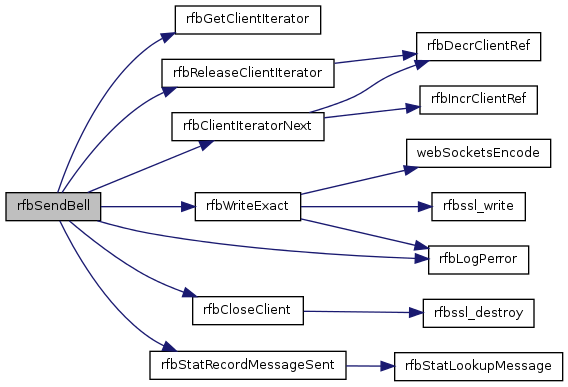 rfbGetClientIterator
rfbDecrClientRef
rfbReleaseClientIterator
rfbIncrClientRef
rfbClientIteratorNext
webSocketsEncode
rfbSendBell
rfbWriteExact
rfbssl_write
rfbLogPerror
rfbCloseClient
rfbssl_destroy
rfbStatRecordMessageSent
rfbStatLookupMessage